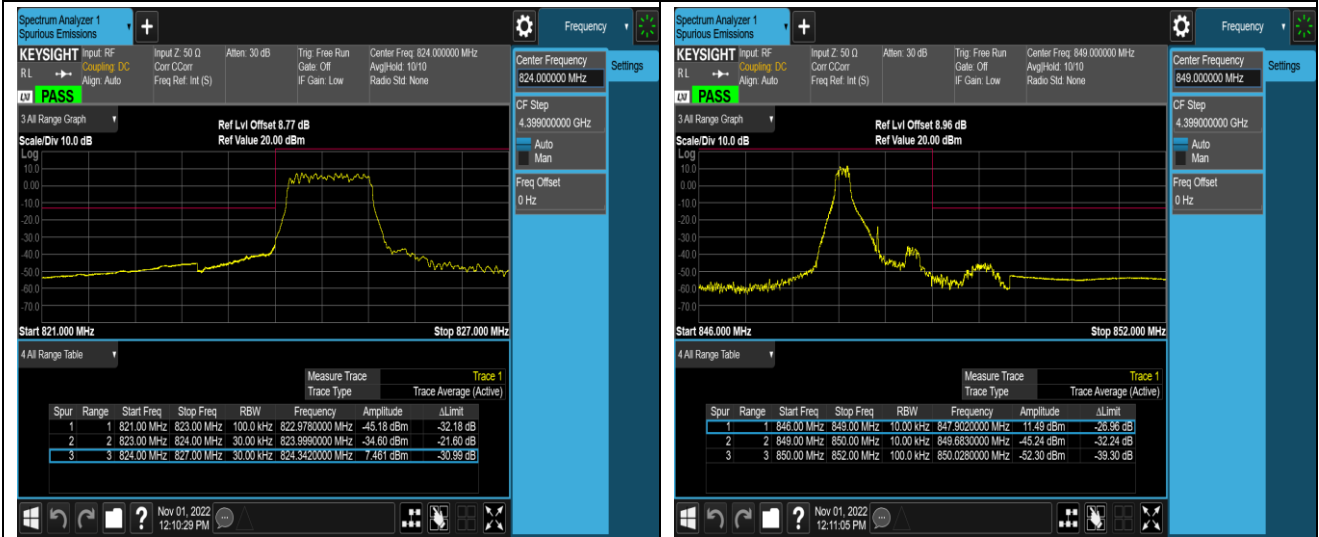 Spectrum Analyzer 1
Spurious Emissions
Frequency
KEYSIGHT Input: RF Input Z: 50 Ω Atten: 30 dB Trig: Free Run Center Freq: 824.000000 MHz
Coupling: DC Corr CCorr Gate: Off Avg|Hold: 10/10
RL Align: Auto Freq Ref: Int (S) IF Gain: Low Radio Std: None
LXI PASS
Center Frequency
824.000000 MHz
Settings
CF Step
4.399000000 GHz
Auto
Man
Freq Offset
0 Hz
3 All Range Graph
Ref Lvl Offset 8.77 dB
Scale/Div 10.0 dB Ref Value 20.00 dBm
Log
10.0
0.00
-10.0
-20.0
-30.0
-40.0
-50.0
-60.0
-70.0
Start 821.000 MHz Stop 827.000 MHz
4 All Range Table
Measure Trace Trace 1
Trace Type Trace Average (Active)
Spur Range Start Freq Stop Freq RBW Frequency Amplitude ΔLimit
1 1 821.00 MHz 823.00 MHz 100.0 kHz 822.9780000 MHz -45.18 dBm -32.18 dB
2 2 823.00 MHz 824.00 MHz 30.00 kHz 823.9990000 MHz -34.60 dBm -21.60 dB
3 3 824.00 MHz 827.00 MHz 30.00 kHz 824.3420000 MHz 7.461 dBm -30.99 dB
?
Nov 01, 2022
12:10:29 PM
Spectrum Analyzer 1
Spurious Emissions
Frequency
KEYSIGHT Input: RF Input Z: 50 Ω Atten: 30 dB Trig: Free Run Center Freq: 849.000000 MHz
Coupling: DC Corr CCorr Gate: Off Avg|Hold: 10/10
RL Align: Auto Freq Ref: Int (S) IF Gain: Low Radio Std: None
LXI PASS
Center Frequency
849.000000 MHz
Settings
CF Step
4.399000000 GHz
Auto
Man
Freq Offset
0 Hz
3 All Range Graph
Ref Lvl Offset 8.96 dB
Scale/Div 10.0 dB Ref Value 20.00 dBm
Log
10.0
0.00
-10.0
-20.0
-30.0
-40.0
-50.0
-60.0
-70.0
Start 846.000 MHz Stop 852.000 MHz
4 All Range Table
Measure Trace Trace 1
Trace Type Trace Average (Active)
Spur Range Start Freq Stop Freq RBW Frequency Amplitude ΔLimit
1 1 846.00 MHz 849.00 MHz 10.00 kHz 847.9020000 MHz 11.49 dBm -26.96 dB
2 2 849.00 MHz 850.00 MHz 10.00 kHz 849.6830000 MHz -45.24 dBm -32.24 dB
3 3 850.00 MHz 852.00 MHz 100.0 kHz 850.0280000 MHz -52.30 dBm -39.30 dB
?
Nov 01, 2022
12:11:05 PM